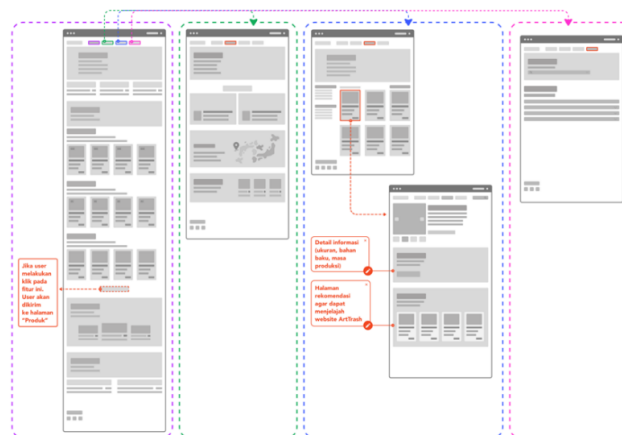 Jika user
melakukan
klik pada
fitur ini.
User akan
dikirim
ke halaman
"Produk"
Detail informasi
(ukuran, bahan
baku, masa
produksi)
Halaman
rekomendasi
agar dapat
menjelajah
website ArtTrash